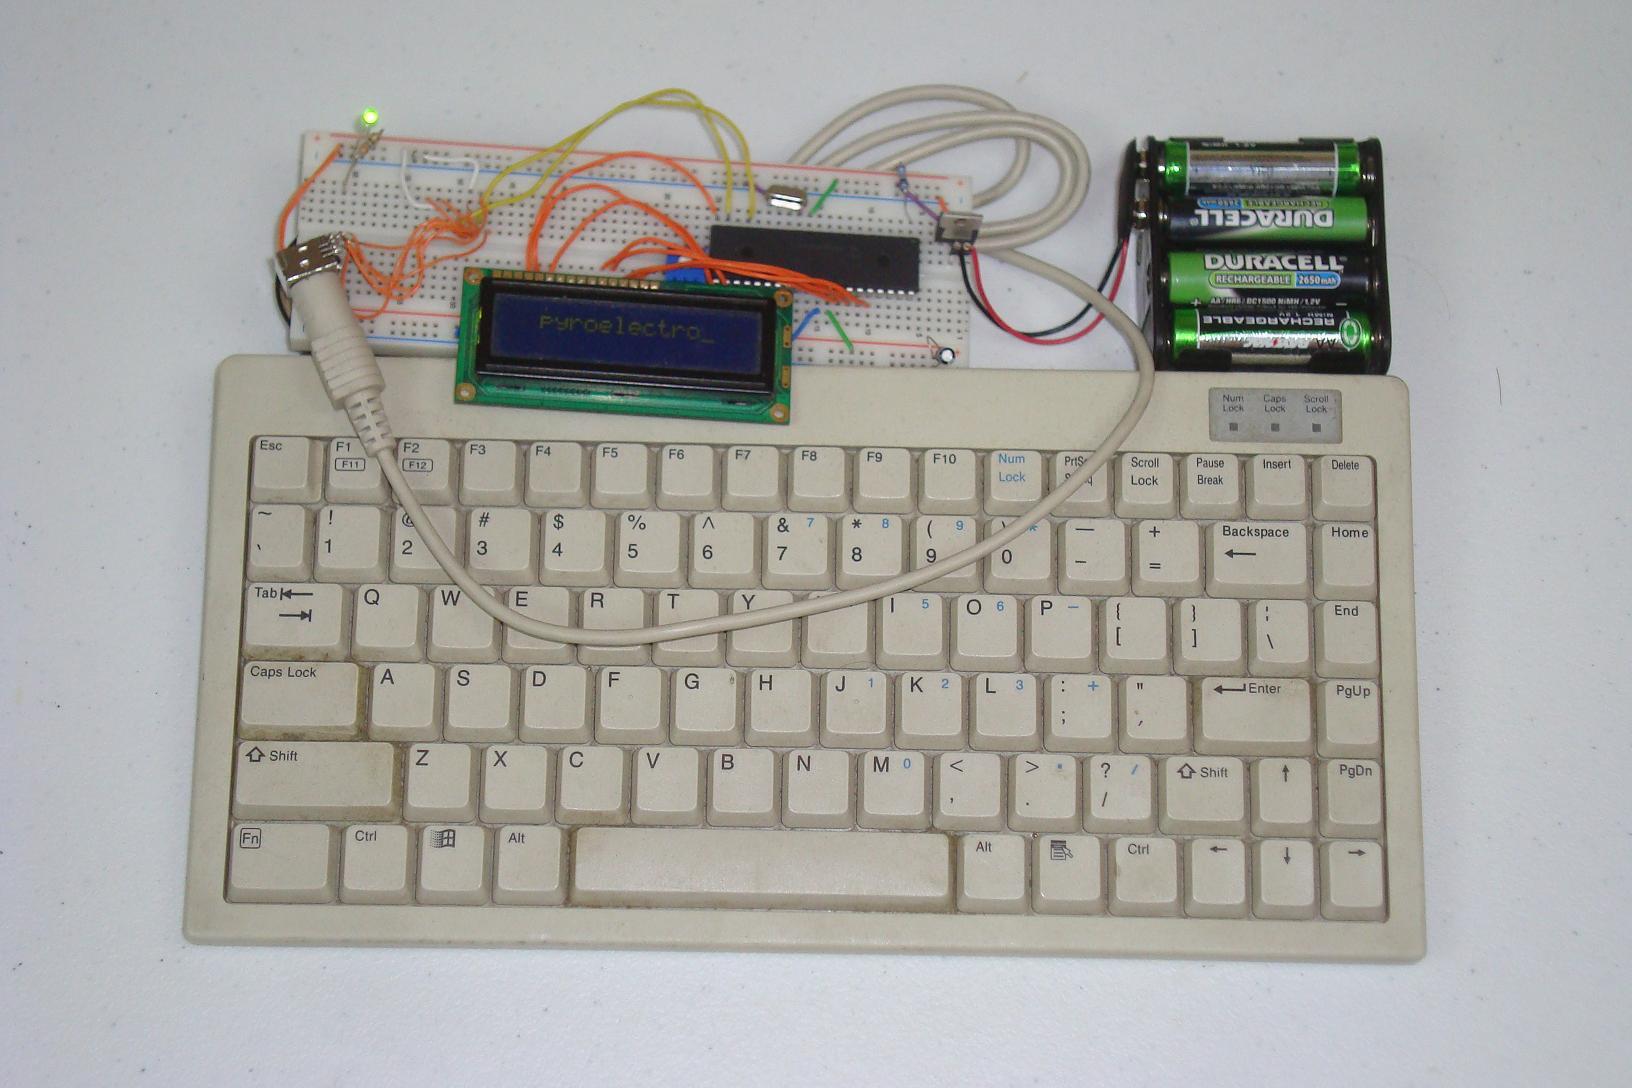 DURACELL
RECHARGEABLE 2650mAh
DURACELL
RECHARGEABLE 2650mAh
AA/HR6/DC1500 NiMH/1.2V
RECHARGEABLE
pyroelectro_
Num Lock Caps Lock Scroll Lock
Esc F1 F11 F2 F12 F3 F4 F5 F6 F7 F8 F9 F10 Num Lock Scroll Lock Pause Break Insert Delete
~ ` ! 1 @ 2 # 3 $ 4 % 5 ^ 6 & 7 7 * 8 8 ( 9 9 ) 0 * — - + = Backspace ← Home
Tab Q W E R T Y I 5 O 6 P - { [ } ] ¦ \ End
Caps Lock A S D F G H J 1 K 2 L 3 : ; + " ' ↵ Enter PgUp
⇧ Shift Z X C V B N M 0 < , > . . ? / / ⇧ Shift ↑ PgDn
Fn Ctrl Alt Alt Ctrl ← ↓ →